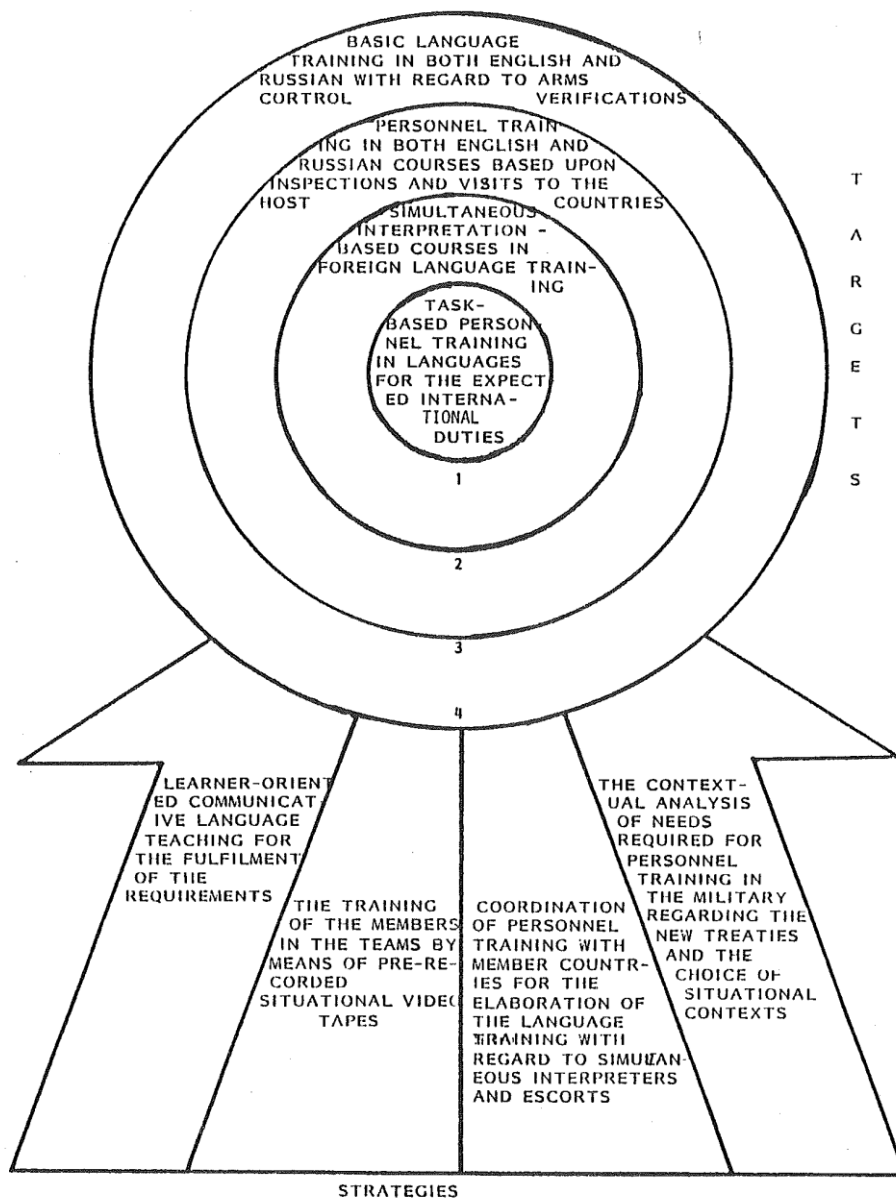 BASIC LANGUAGE
TRAINING IN BOTH ENGLISH AND
RUSSIAN WITH REGARD TO ARMS
CORTROL VERIFICATIONS
PERSONNEL TRAIN-
ING IN BOTH ENGLISH AND
RUSSIAN COURSES BASED UPON
INSPECTIONS AND VISITS TO THE
HOST COUNTRIES
SIMULTANEOUS
INTERPRETATION -
BASED COURSES IN
FOREIGN LANGUAGE TRAIN-
ING
TASK-
BASED PERSON-
NEL TRAINING
IN LANGUAGES
FOR THE EXPECT
ED INTERNA-
TIONAL
DUTIES
1
2
3
4
T
A
R
G
E
T
S
LEARNER-ORIENT
ED COMMUNICAT-
IVE LANGUAGE
TEACHING FOR
THE FULFILMENT
OF THE
REQUIREMENTS
THE TRAINING
OF THE MEMBERS
IN THE TEAMS BY
MEANS OF PRE-RE-
CORDED
SITUATIONAL VIDEO
TAPES
COORDINATION
OF PERSONNEL
TRAINING WITH
MEMBER COUNTR-
IES FOR THE
ELABORATION OF
THE LANGUAGE
TRAINING WITH
REGARD TO SIMULTAN-
EOUS INTERPRETERS
AND ESCORTS
THE CONTEXT-
UAL ANALYSIS
OF NEEDS
REQUIRED FOR
PERSONNEL
TRAINING IN
THE MILITARY
REGARDING THE
NEW TREATIES
AND THE
CHOICE OF
SITUATIONAL
CONTEXTS
STRATEGIES